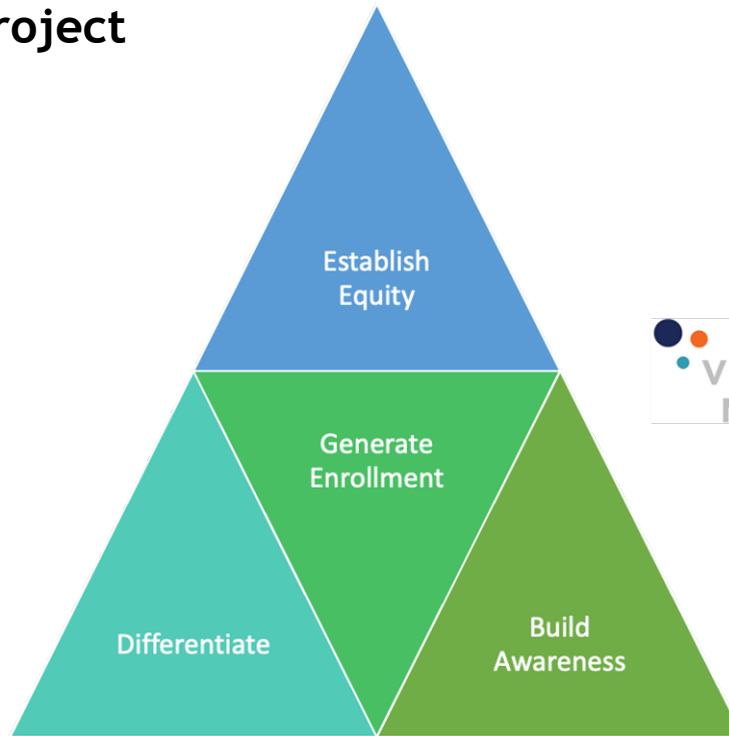 roject
Establish
Equity
V
Generate
Enrollment
Differentiate
Build
Awareness